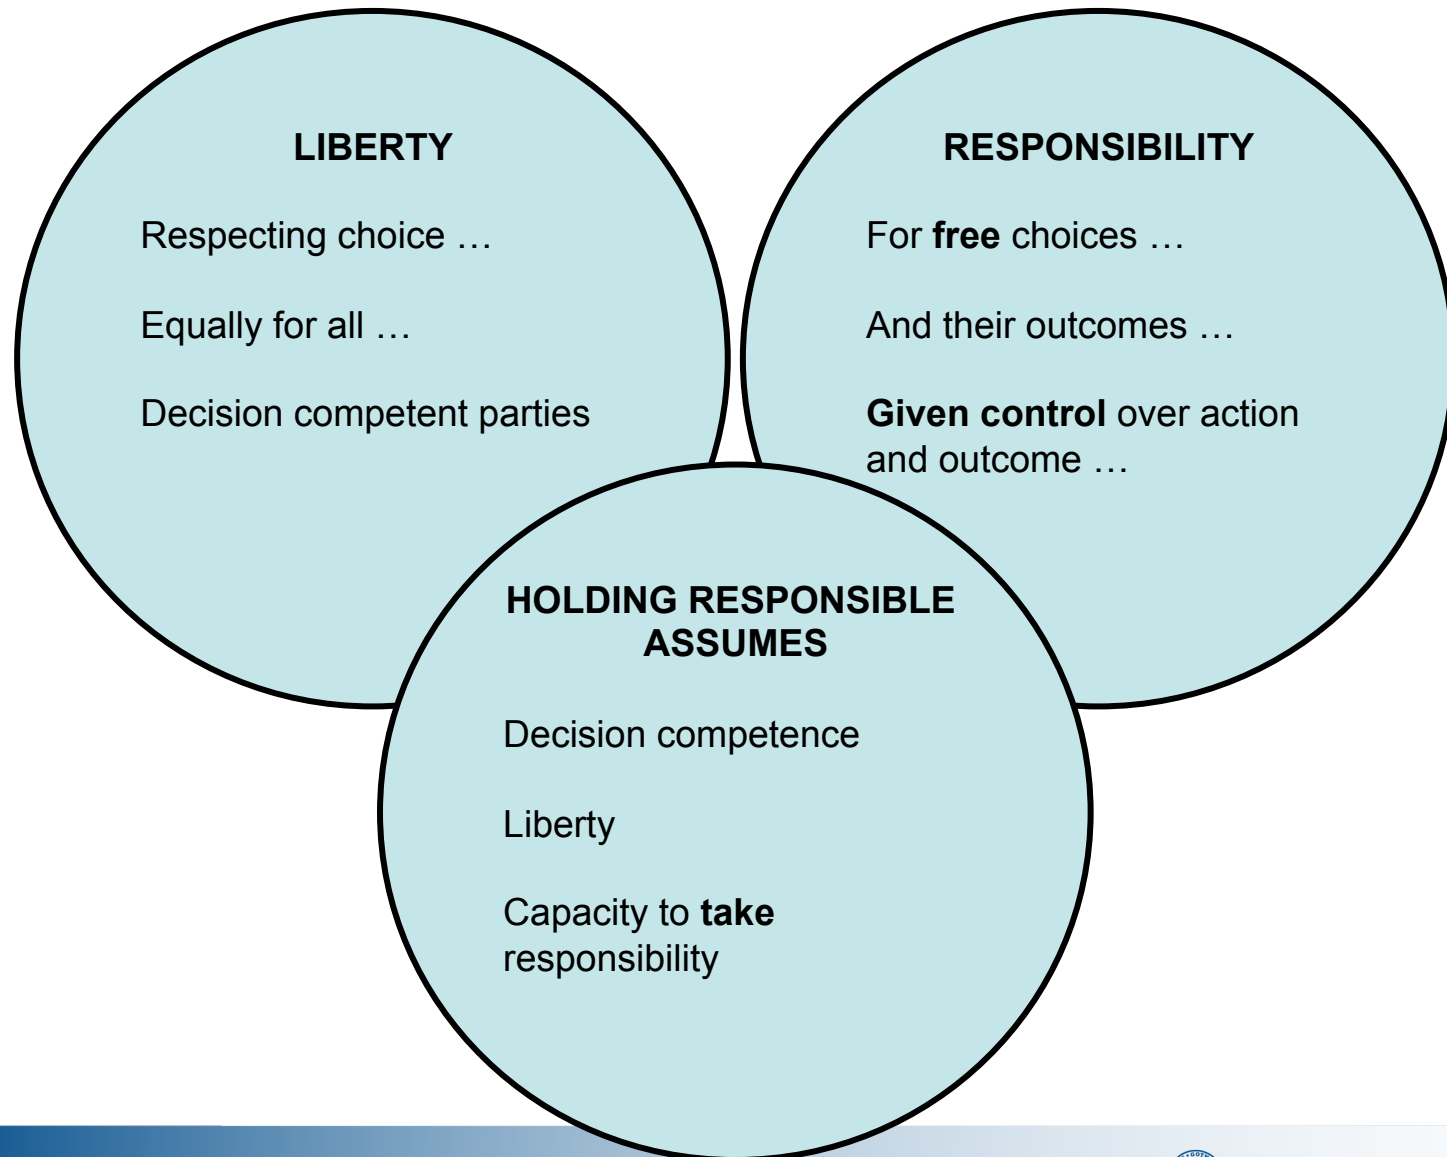 LIBERTY
Respecting choice …
Equally for all …
Decision competent parties
RESPONSIBILITY
For free choices …
And their outcomes …
Given control over action
and outcome …
HOLDING RESPONSIBLE
ASSUMES
Decision competence
Liberty
Capacity to take
responsibility